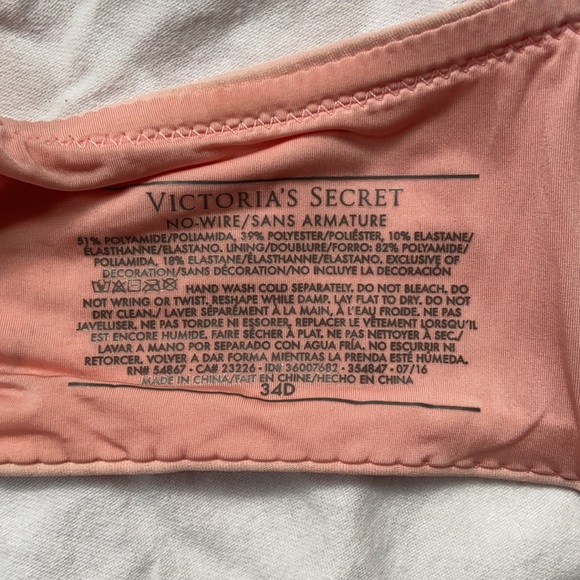 VICTORIA'S SECRET
NO-WIRE/SANS ARMATURE
51% POLYAMIDE/POLIAMIDA, 39% POLYESTER/POLIÉSTER, 10% ELASTANE/
ÉLASTHANNE/ELASTANO. LINING/DOUBLURE/FORRO: 82% POLYAMIDE/
POLIAMIDA, 18% ELASTANE/ÉLASTHANNE/ELASTANO. EXCLUSIVE OF
DECORATION/SANS DÉCORATION/NO INCLUYE LA DECORACIÓN
HAND WASH COLD SEPARATELY. DO NOT BLEACH. DO
NOT WRING OR TWIST. RESHAPE WHILE DAMP. LAY FLAT TO DRY. DO NOT
DRY CLEAN./ LAVER SÉPARÉMENT À LA MAIN, À L'EAU FROIDE. NE PAS
JAVELLISER. NE PAS TORDRE NI ESSORER. REPLACER LE VÊTEMENT LORSQU'IL
EST ENCORE HUMIDE. FAIRE SÉCHER À PLAT. NE PAS NETTOYER À SEC./
LAVAR A MANO POR SEPARADO CON AGUA FRÍA. NO ESCURRIR NI
RETORCER. VOLVER A DAR FORMA MIENTRAS LA PRENDA ESTÉ HÚMEDA.
RN# 54867 • CA# 23226 • ID# 36007682 • 354847 • 07/16
MADE IN CHINA/FAIT EN CHINE/HECHO EN CHINA
34D